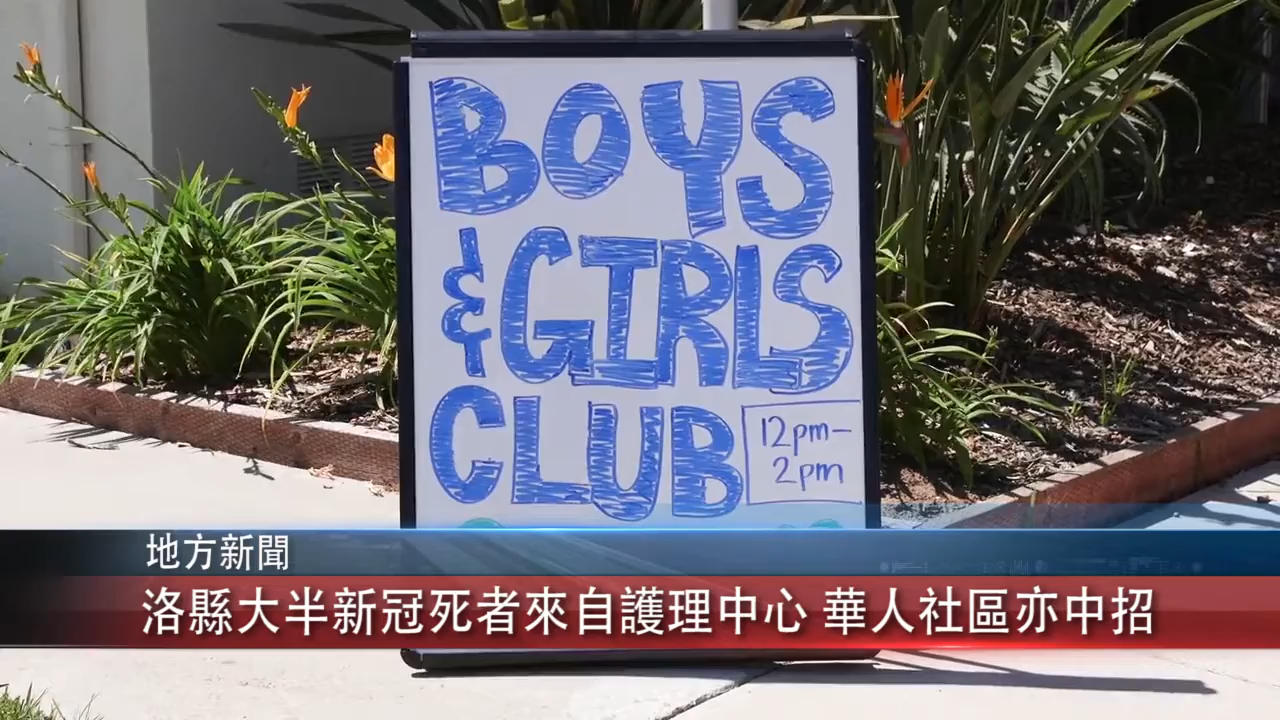 BOYS
& GIRLS
CLUB
12pm-
2pm
地方新聞
洛縣大半新冠死者來自護理中心 華人社區亦中招